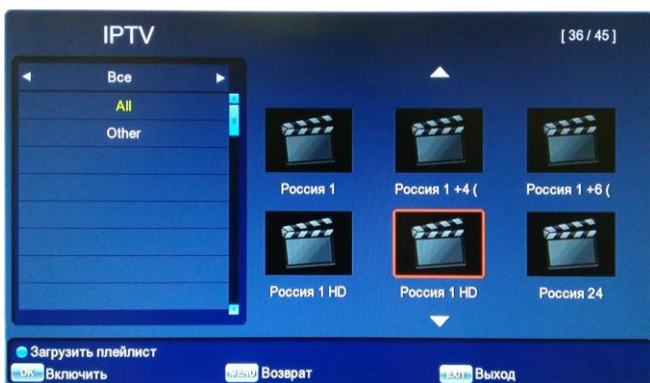 IPTV
[ 36 / 45 ]
Все
All
Other
Россия 1
Россия 1 +4 (
Россия 1 +6 (
Россия 1 HD
Россия 1 HD
Россия 24
Загрузить плейлист
OK Включить
MENU Возврат
EXIT Выход